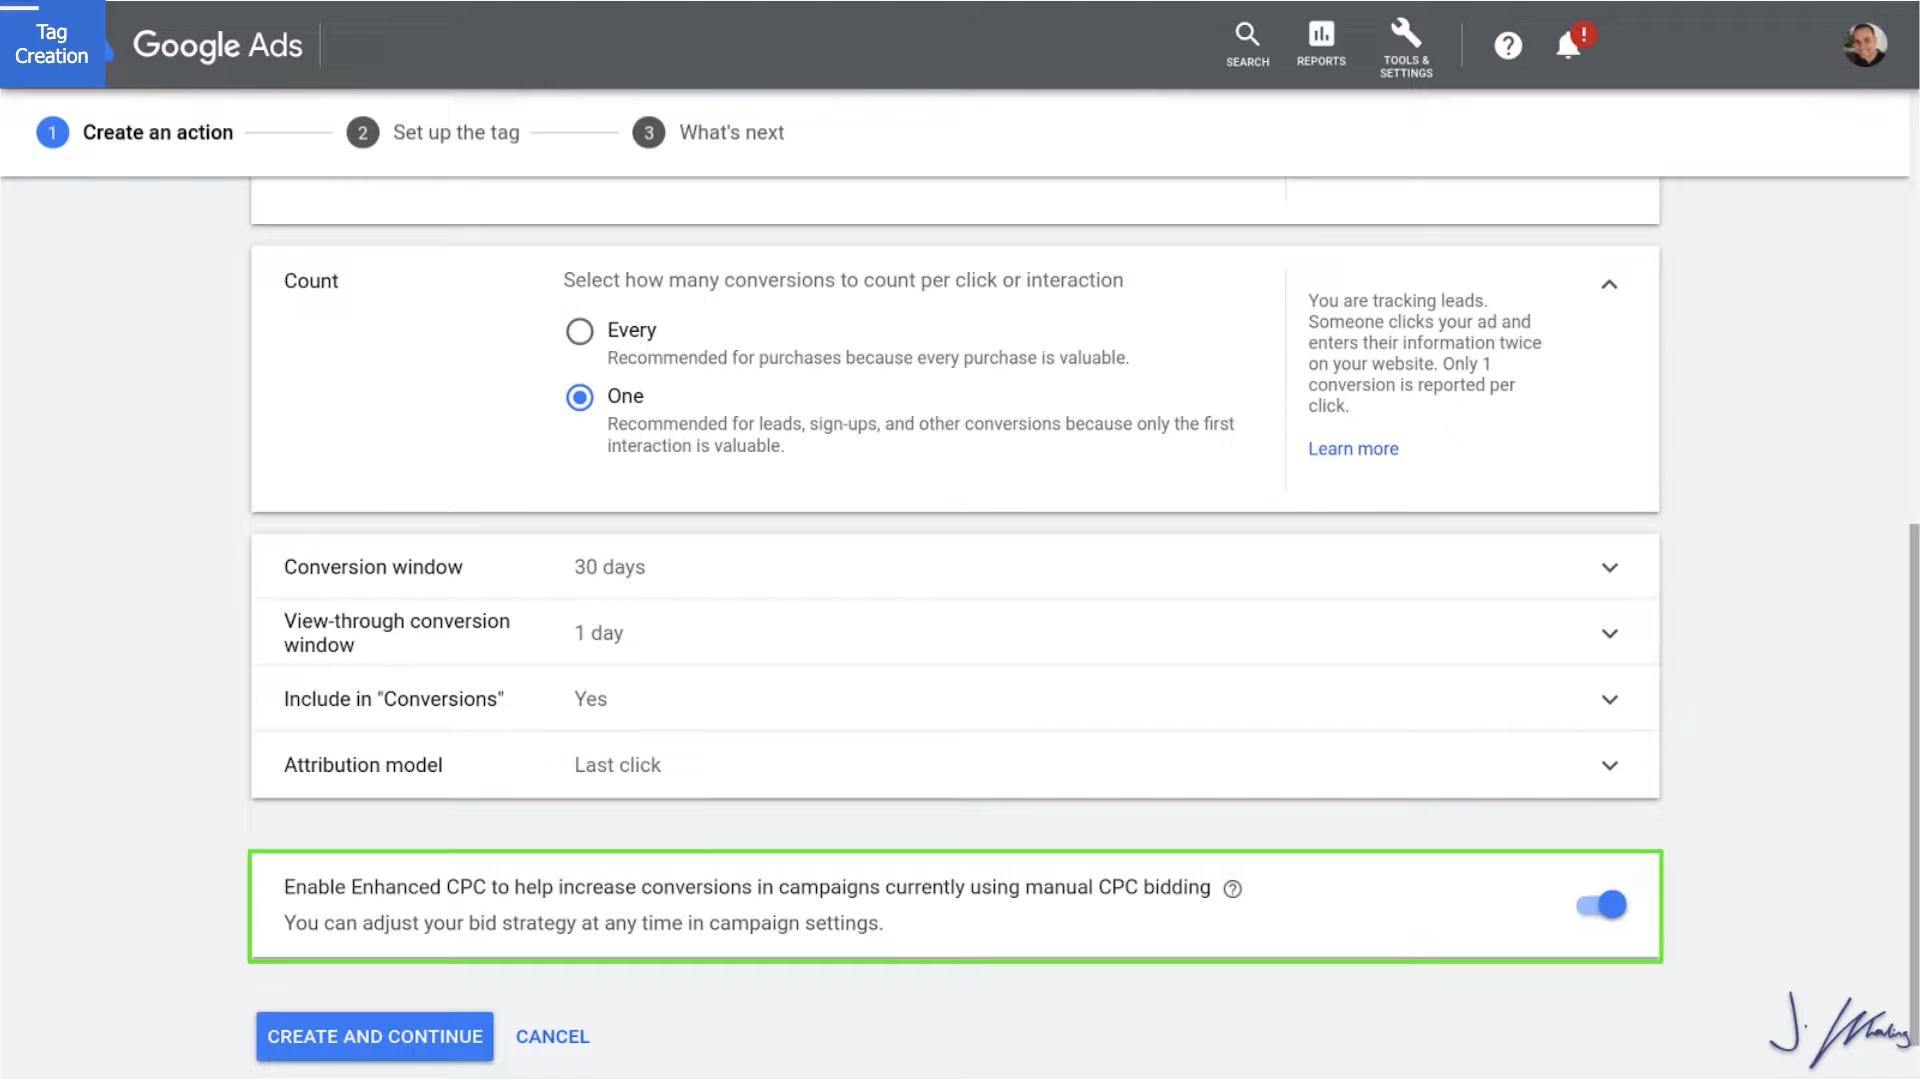 Tag
Creation
Google Ads
SEARCH
REPORTS
TOOLS &
SETTINGS
?
!
1 Create an action
2 Set up the tag
3 What's next
Count
Select how many conversions to count per click or interaction
Every
Recommended for purchases because every purchase is valuable.
One
Recommended for leads, sign-ups, and other conversions because only the first
interaction is valuable.
You are tracking leads.
Someone clicks your ad and
enters their information twice
on your website. Only 1
conversion is reported per
click.
Learn more
Conversion window 30 days
View-through conversion
window
1 day
Include in "Conversions" Yes
Attribution model Last click
Enable Enhanced CPC to help increase conversions in campaigns currently using manual CPC bidding ?
You can adjust your bid strategy at any time in campaign settings.
CREATE AND CONTINUE
CANCEL